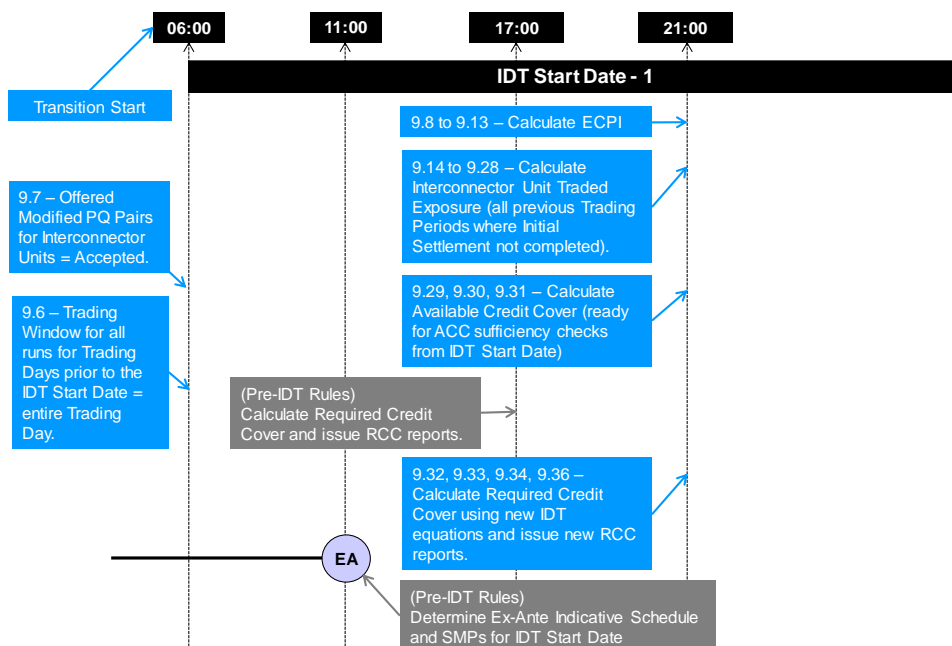 06:00
11:00
17:00
21:00
IDT Start Date - 1
Transition Start
9.8 to 9.13 – Calculate ECPI
9.14 to 9.28 – Calculate
Interconnector Unit Traded
Exposure (all previous Trading
Periods where Initial
Settlement not completed).
9.7 – Offered
Modified PQ Pairs
for Interconnector
Units = Accepted.
9.29, 9.30, 9.31 – Calculate
Available Credit Cover (ready
for ACC sufficiency checks
from IDT Start Date)
9.6 – Trading
Window for all
runs for Trading
Days prior to the
IDT Start Date =
entire Trading
Day.
(Pre-IDT Rules)
Calculate Required Credit
Cover and issue RCC reports.
9.32, 9.33, 9.34, 9.36 –
Calculate Required Credit
Cover using new IDT
equations and issue new RCC
reports.
EA
(Pre-IDT Rules)
Determine Ex-Ante Indicative Schedule
and SMPs for IDT Start Date